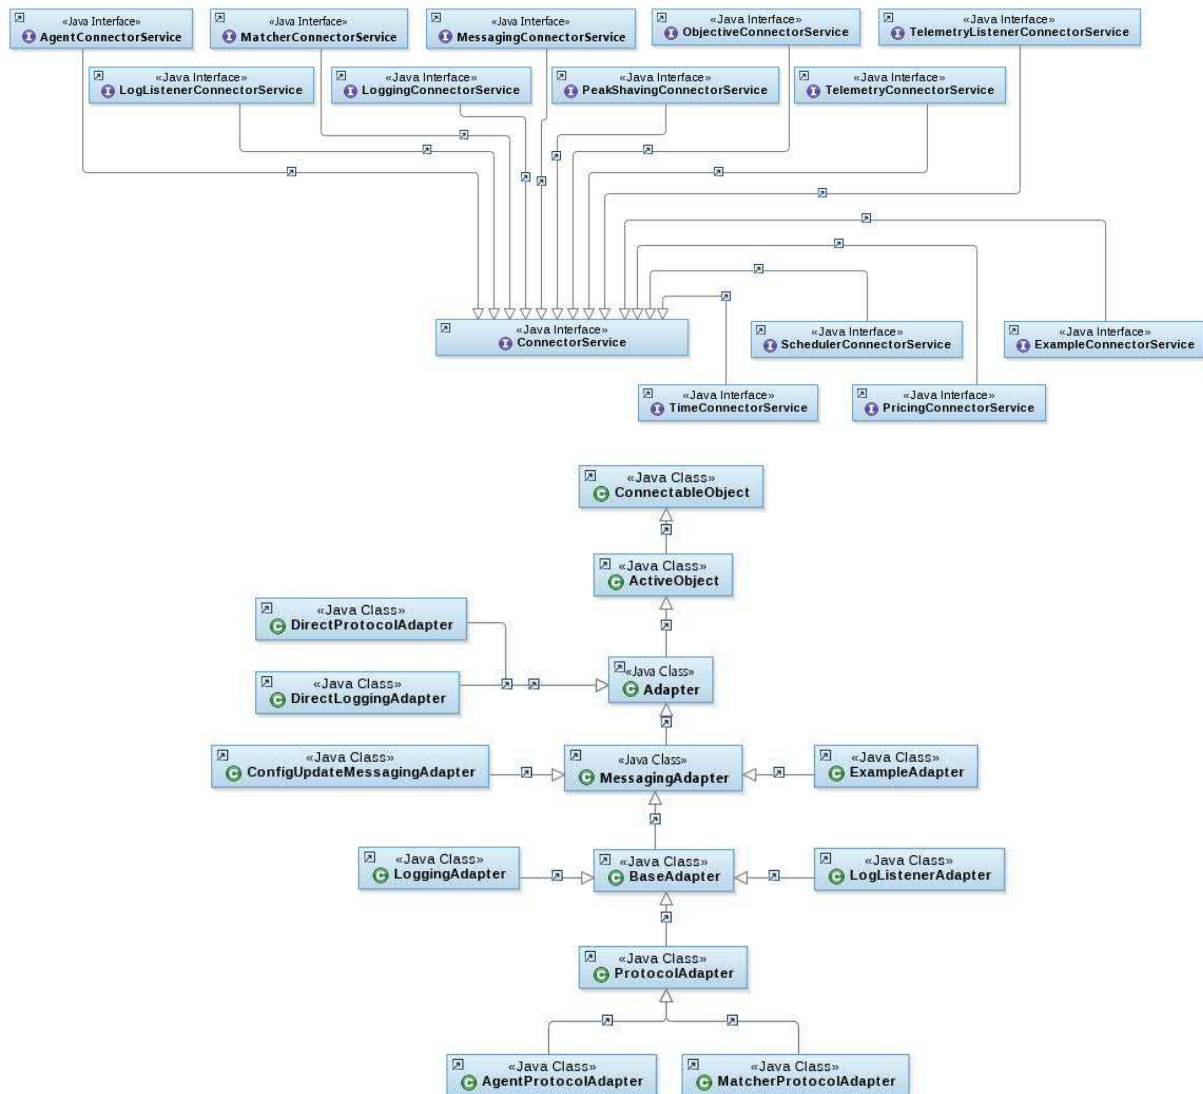 «Java Interface»
AgentConnectorService
«Java Interface»
MatcherConnectorService
«Java Interface»
MessagingConnectorService
«Java Interface»
ObjectiveConnectorService
«Java Interface»
TelemetryListenerConnectorService
«Java Interface»
LogListenerConnectorService
«Java Interface»
LoggingConnectorService
«Java Interface»
PeakShavingConnectorService
«Java Interface»
TelemetryConnectorService
«Java Interface»
ConnectorService
«Java Interface»
SchedulerConnectorService
«Java Interface»
ExampleConnectorService
«Java Interface»
TimeConnectorService
«Java Interface»
PricingConnectorService
«Java Class»
ConnectableObject
«Java Class»
ActiveObject
«Java Class»
DirectProtocolAdapter
«Java Class»
Adapter
«Java Class»
DirectLoggingAdapter
«Java Class»
ConfigUpdateMessagingAdapter
«Java Class»
MessagingAdapter
«Java Class»
ExampleAdapter
«Java Class»
LoggingAdapter
«Java Class»
BaseAdapter
«Java Class»
LogListenerAdapter
«Java Class»
ProtocolAdapter
«Java Class»
AgentProtocolAdapter
«Java Class»
MatcherProtocolAdapter